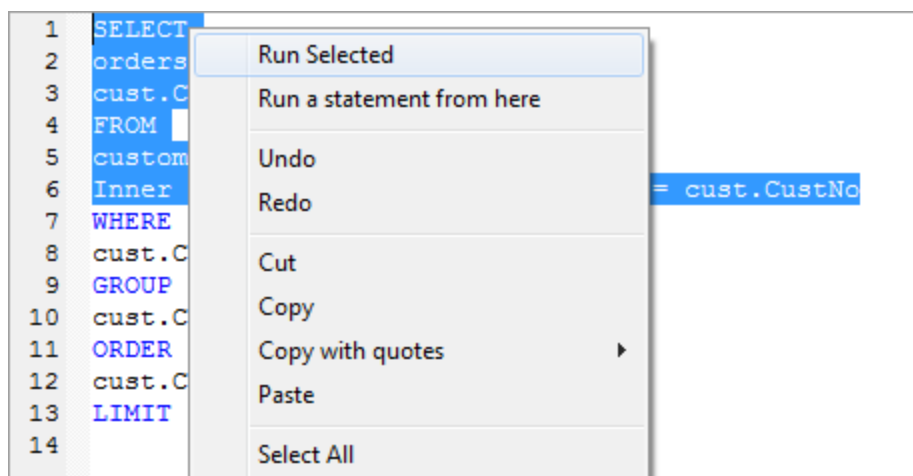 1 SELECT
2 orders
3 cust.C
4 FROM
5 custom
6 Inner = cust.CustNo
7 WHERE
8 cust.C
9 GROUP
10 cust.C
11 ORDER
12 cust.C
13 LIMIT
14
Run Selected
Run a statement from here
Undo
Redo
Cut
Copy
Copy with quotes
Paste
Select All